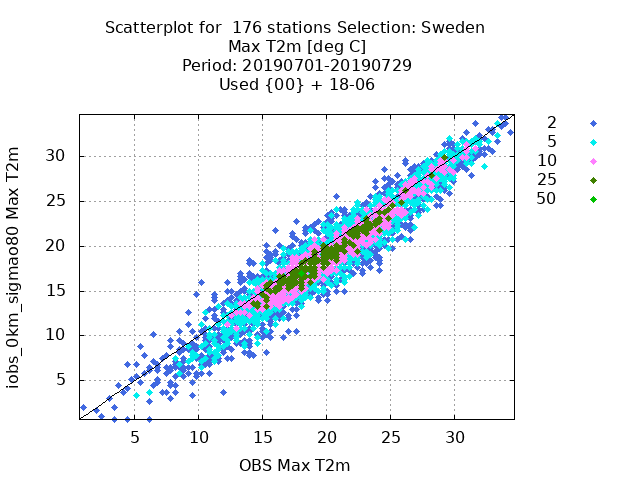 Scatterplot for  176 stations Selection: Sweden
Max T2m [deg C]
Period: 20190701-20190729
Used {00} + 18-06
2
5
10
25
50
iobs_0km_sigmao80 Max T2m
30
25
20
15
10
5
5 10 15 20 25 30
OBS Max T2m